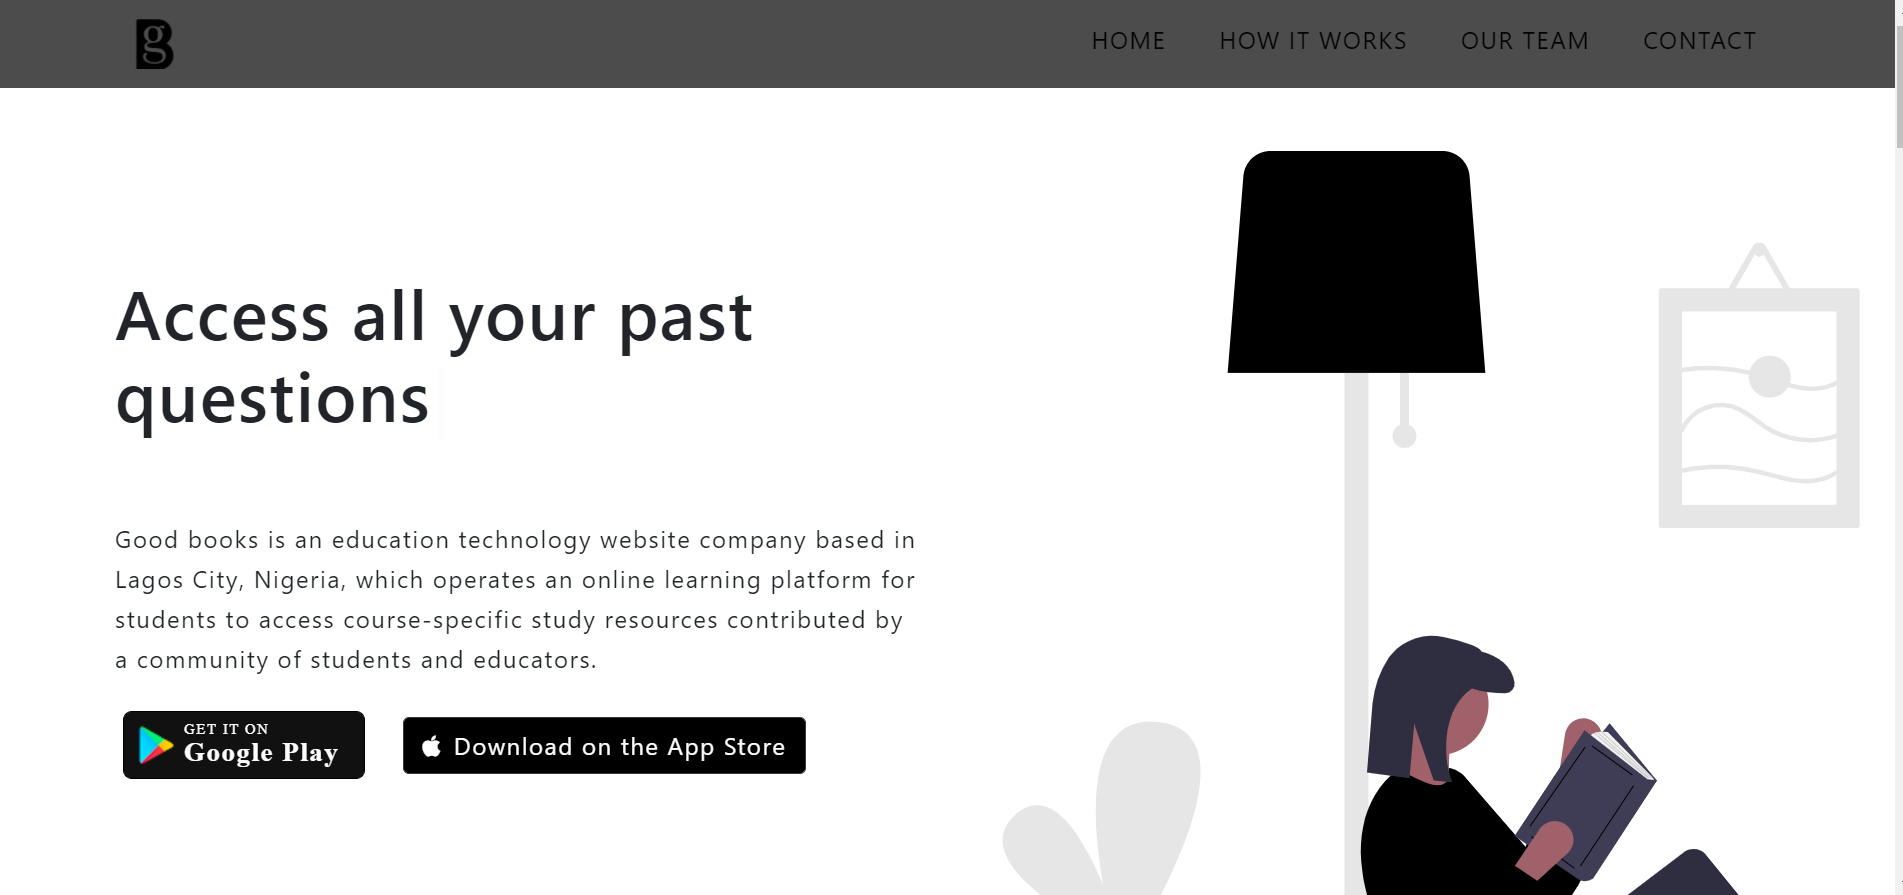 gB
HOME HOW IT WORKS OUR TEAM CONTACT
Access all your past
questions
Good books is an education technology website company based in
Lagos City, Nigeria, which operates an online learning platform for
students to access course-specific study resources contributed by
a community of students and educators.
GET IT ON
Google Play
Download on the App Store